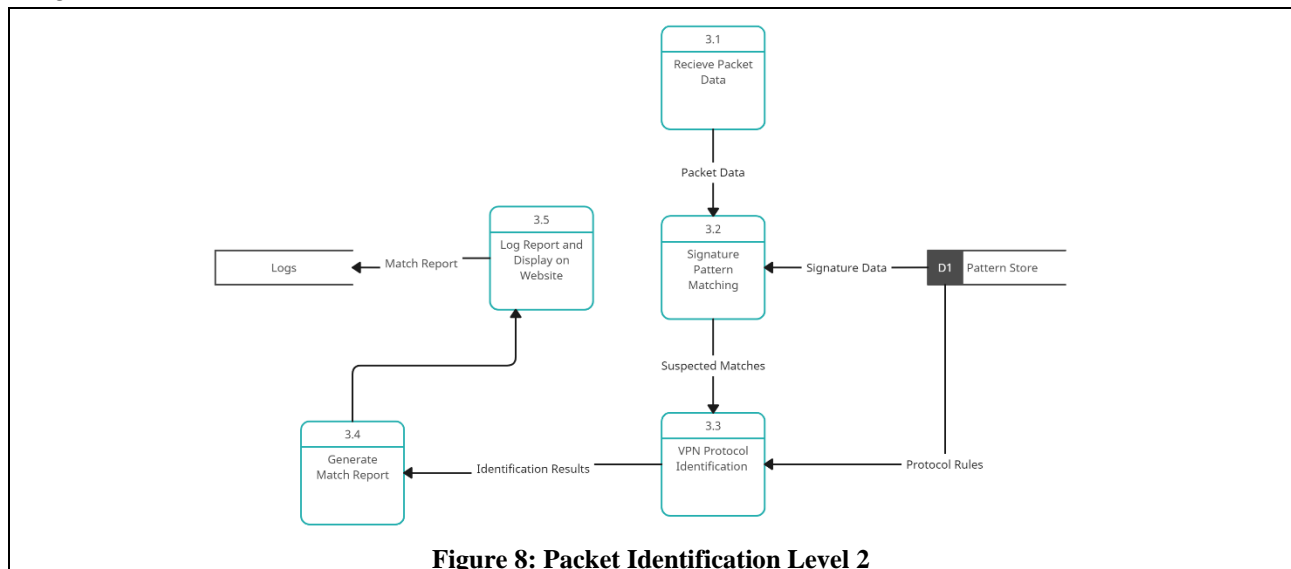 3.1
Recieve Packet
Data
Packet Data
3.5
Log Report and
Display on
Website
Match Report
Logs
3.2
Signature
Pattern
Matching
Signature Data
D1
Pattern Store
Suspected Matches
3.4
Generate
Match Report
Identification Results
3.3
VPN Protocol
Identification
Protocol Rules
Figure 8: Packet Identification Level 2